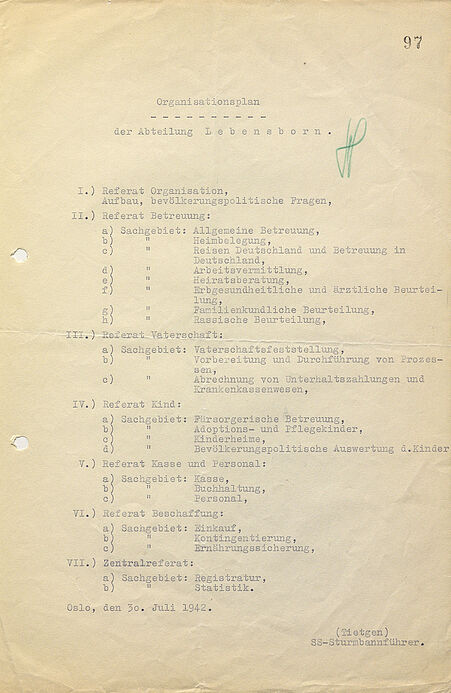 97
Organisationsplan
- - - - - - - - - -
der Abteilung L e b e n s b o r n .
I.) Referat Organisation,
Aufbau, bevölkerungspolitische Fragen,
II.) Referat Betreuung:
a) Sachgebiet: Allgemeine Betreuung,
b) " Heimbelegung,
c) " Reisen Deutschland und Betreuung in
Deutschland,
d) " Arbeitsvermittlung,
e) " Heiratsberatung,
f) " Erbgesundheitliche und ärztliche Beurtei-
lung,
g) " Familienkundliche Beurteilung,
h) " Rassische Beurteilung,
III.) Referat Vaterschaft:
a) Sachgebiet: Vaterschaftsfeststellung,
b) " Vorbereitung und Durchführung von Prozes-
sen,
c) " Abrechnung von Unterhaltszahlungen und
Krankenkassenwesen,
IV.) Referat Kind:
a) Sachgebiet: Fürsorgerische Betreuung,
b) " Adoptions- und Pflegekinder,
c) " Kinderheime,
d) " Bevölkerungspolitische Auswertung d.Kinder
V.) Referat Kasse und Personal:
a) Sachgebiet: Kasse,
b) " Buchhaltung,
c) " Personal,
VI.) Referat Beschaffung:
a) Sachgebiet: Einkauf,
b) " Kontingentierung,
c) " Ernährungssicherung,
VII.) Zentralreferat:
a) Sachgebiet: Registratur,
b) " Statistik.
Oslo, den 30. Juli 1942.
(Tietgen)
SS-Sturmbannführer.